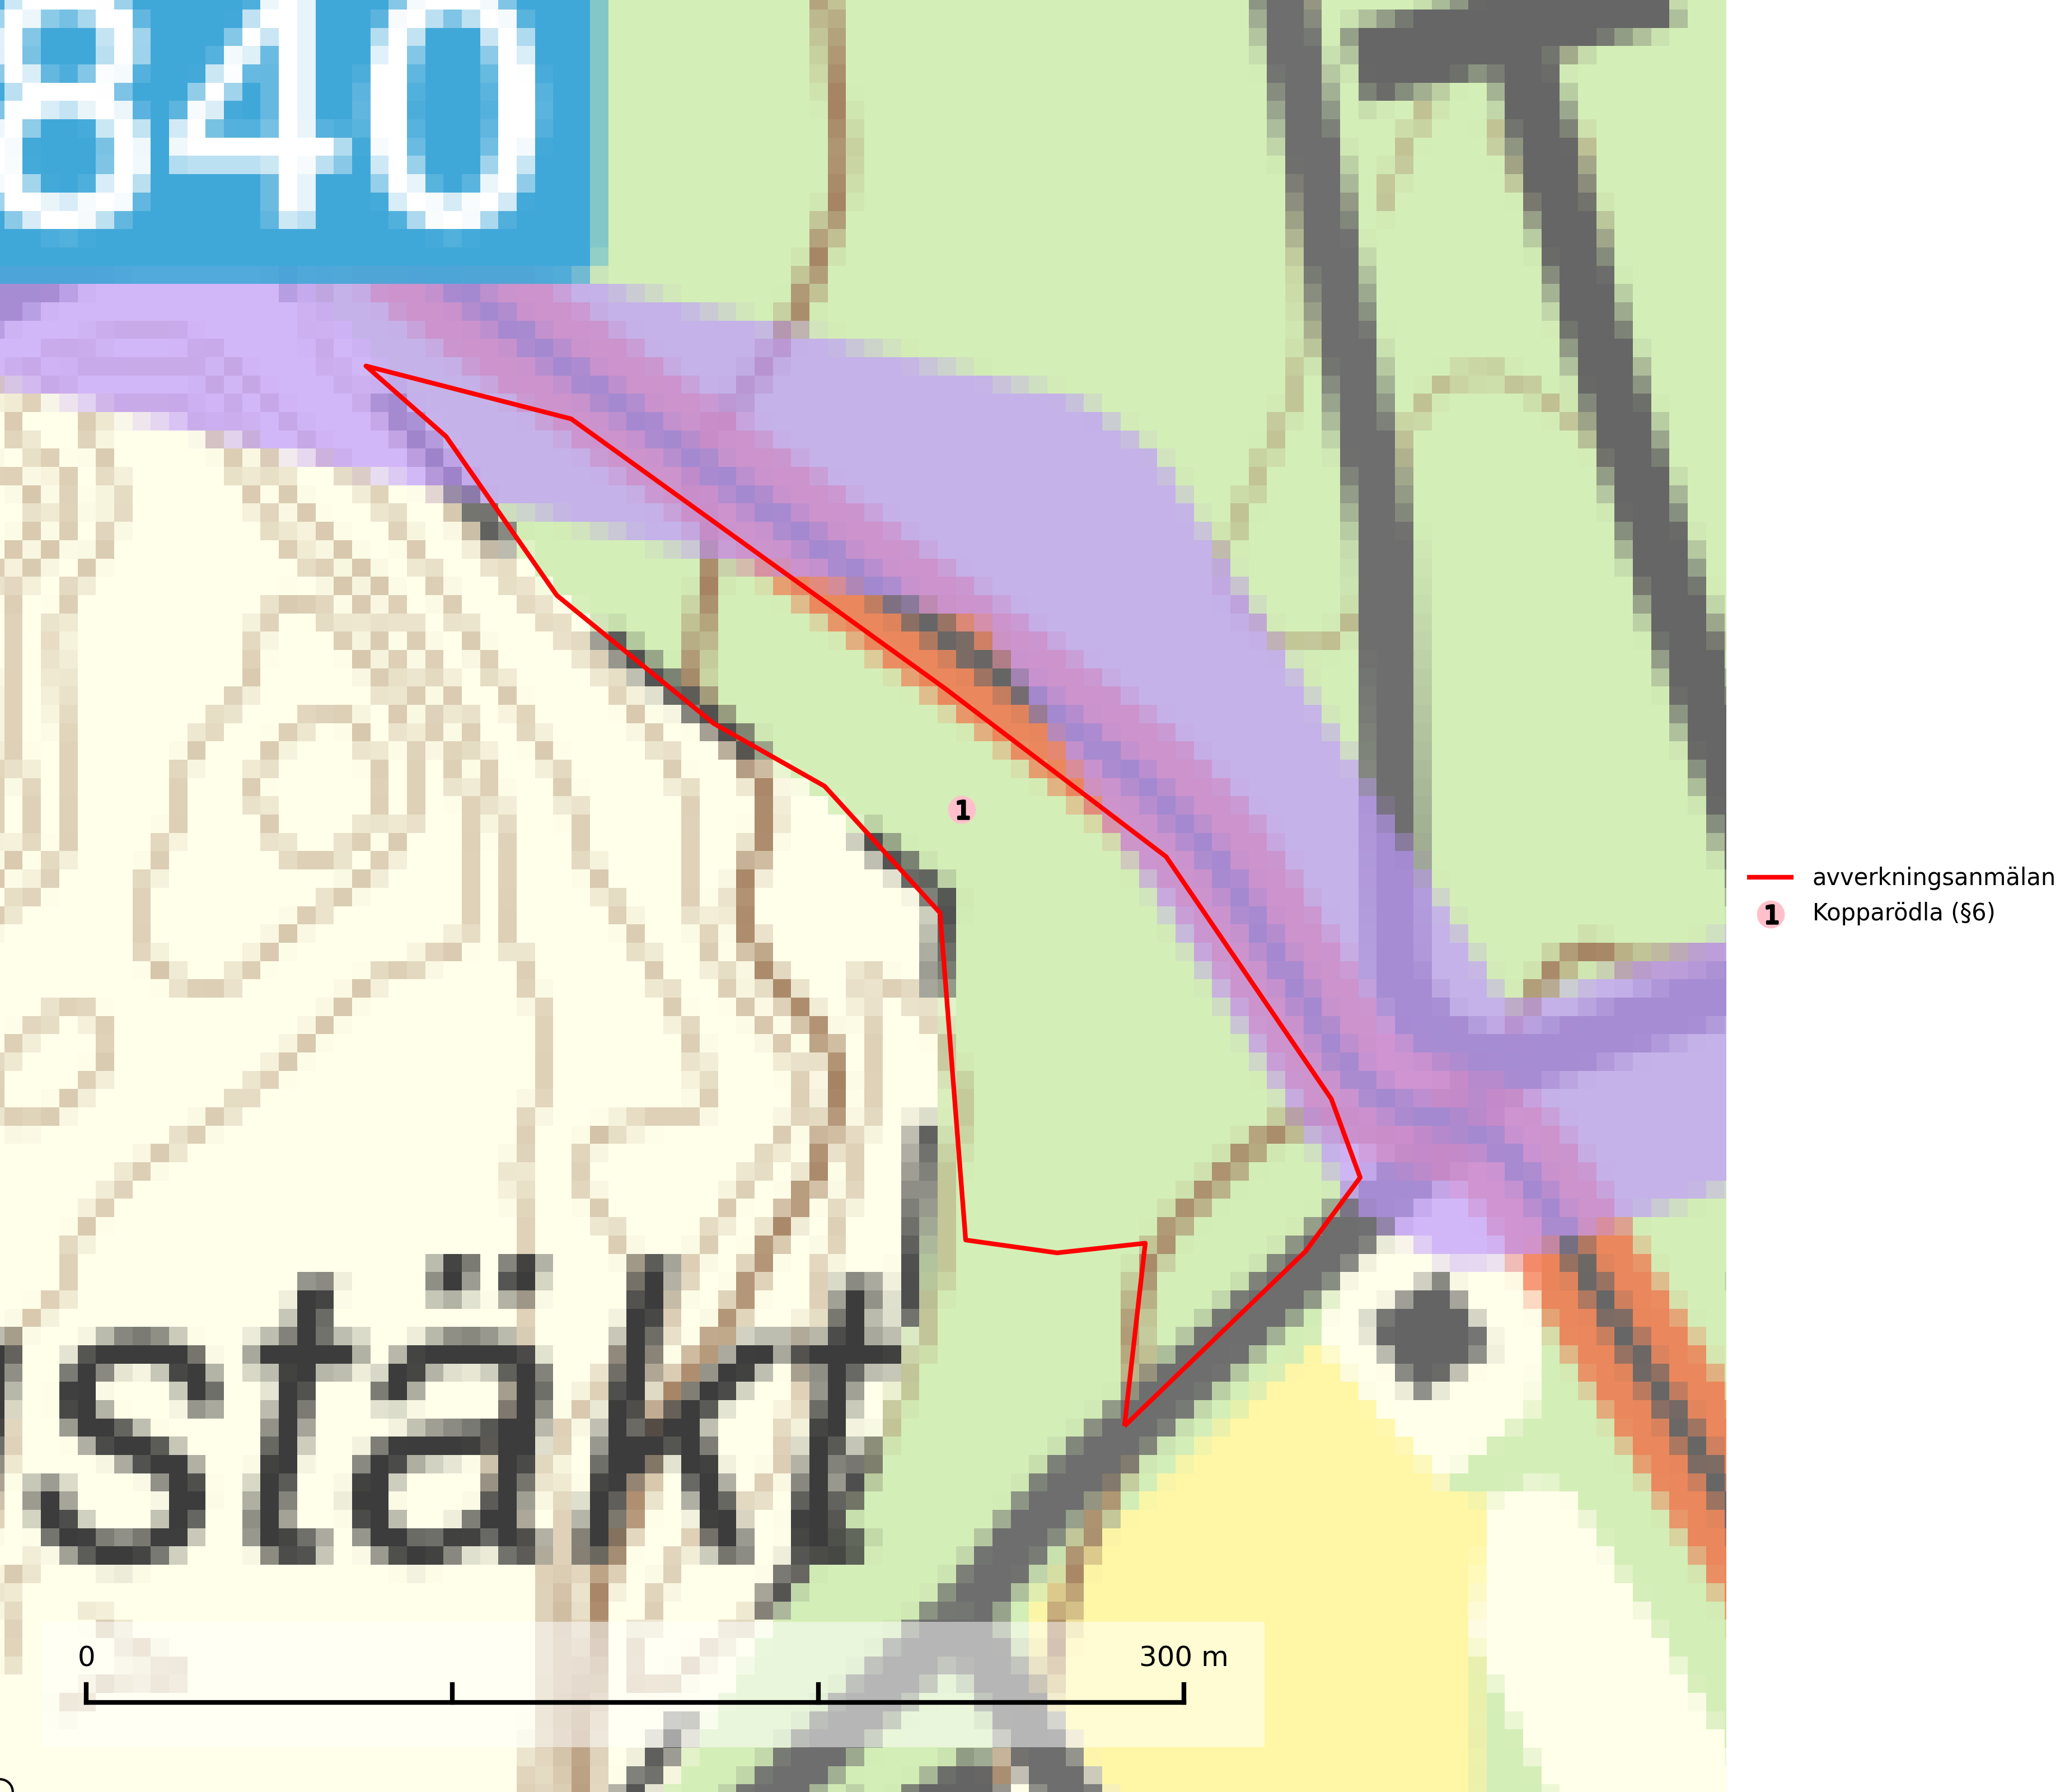 840
1
avverkningsanmälan
1 Kopparödla (§6)
stäkt
0 300 m